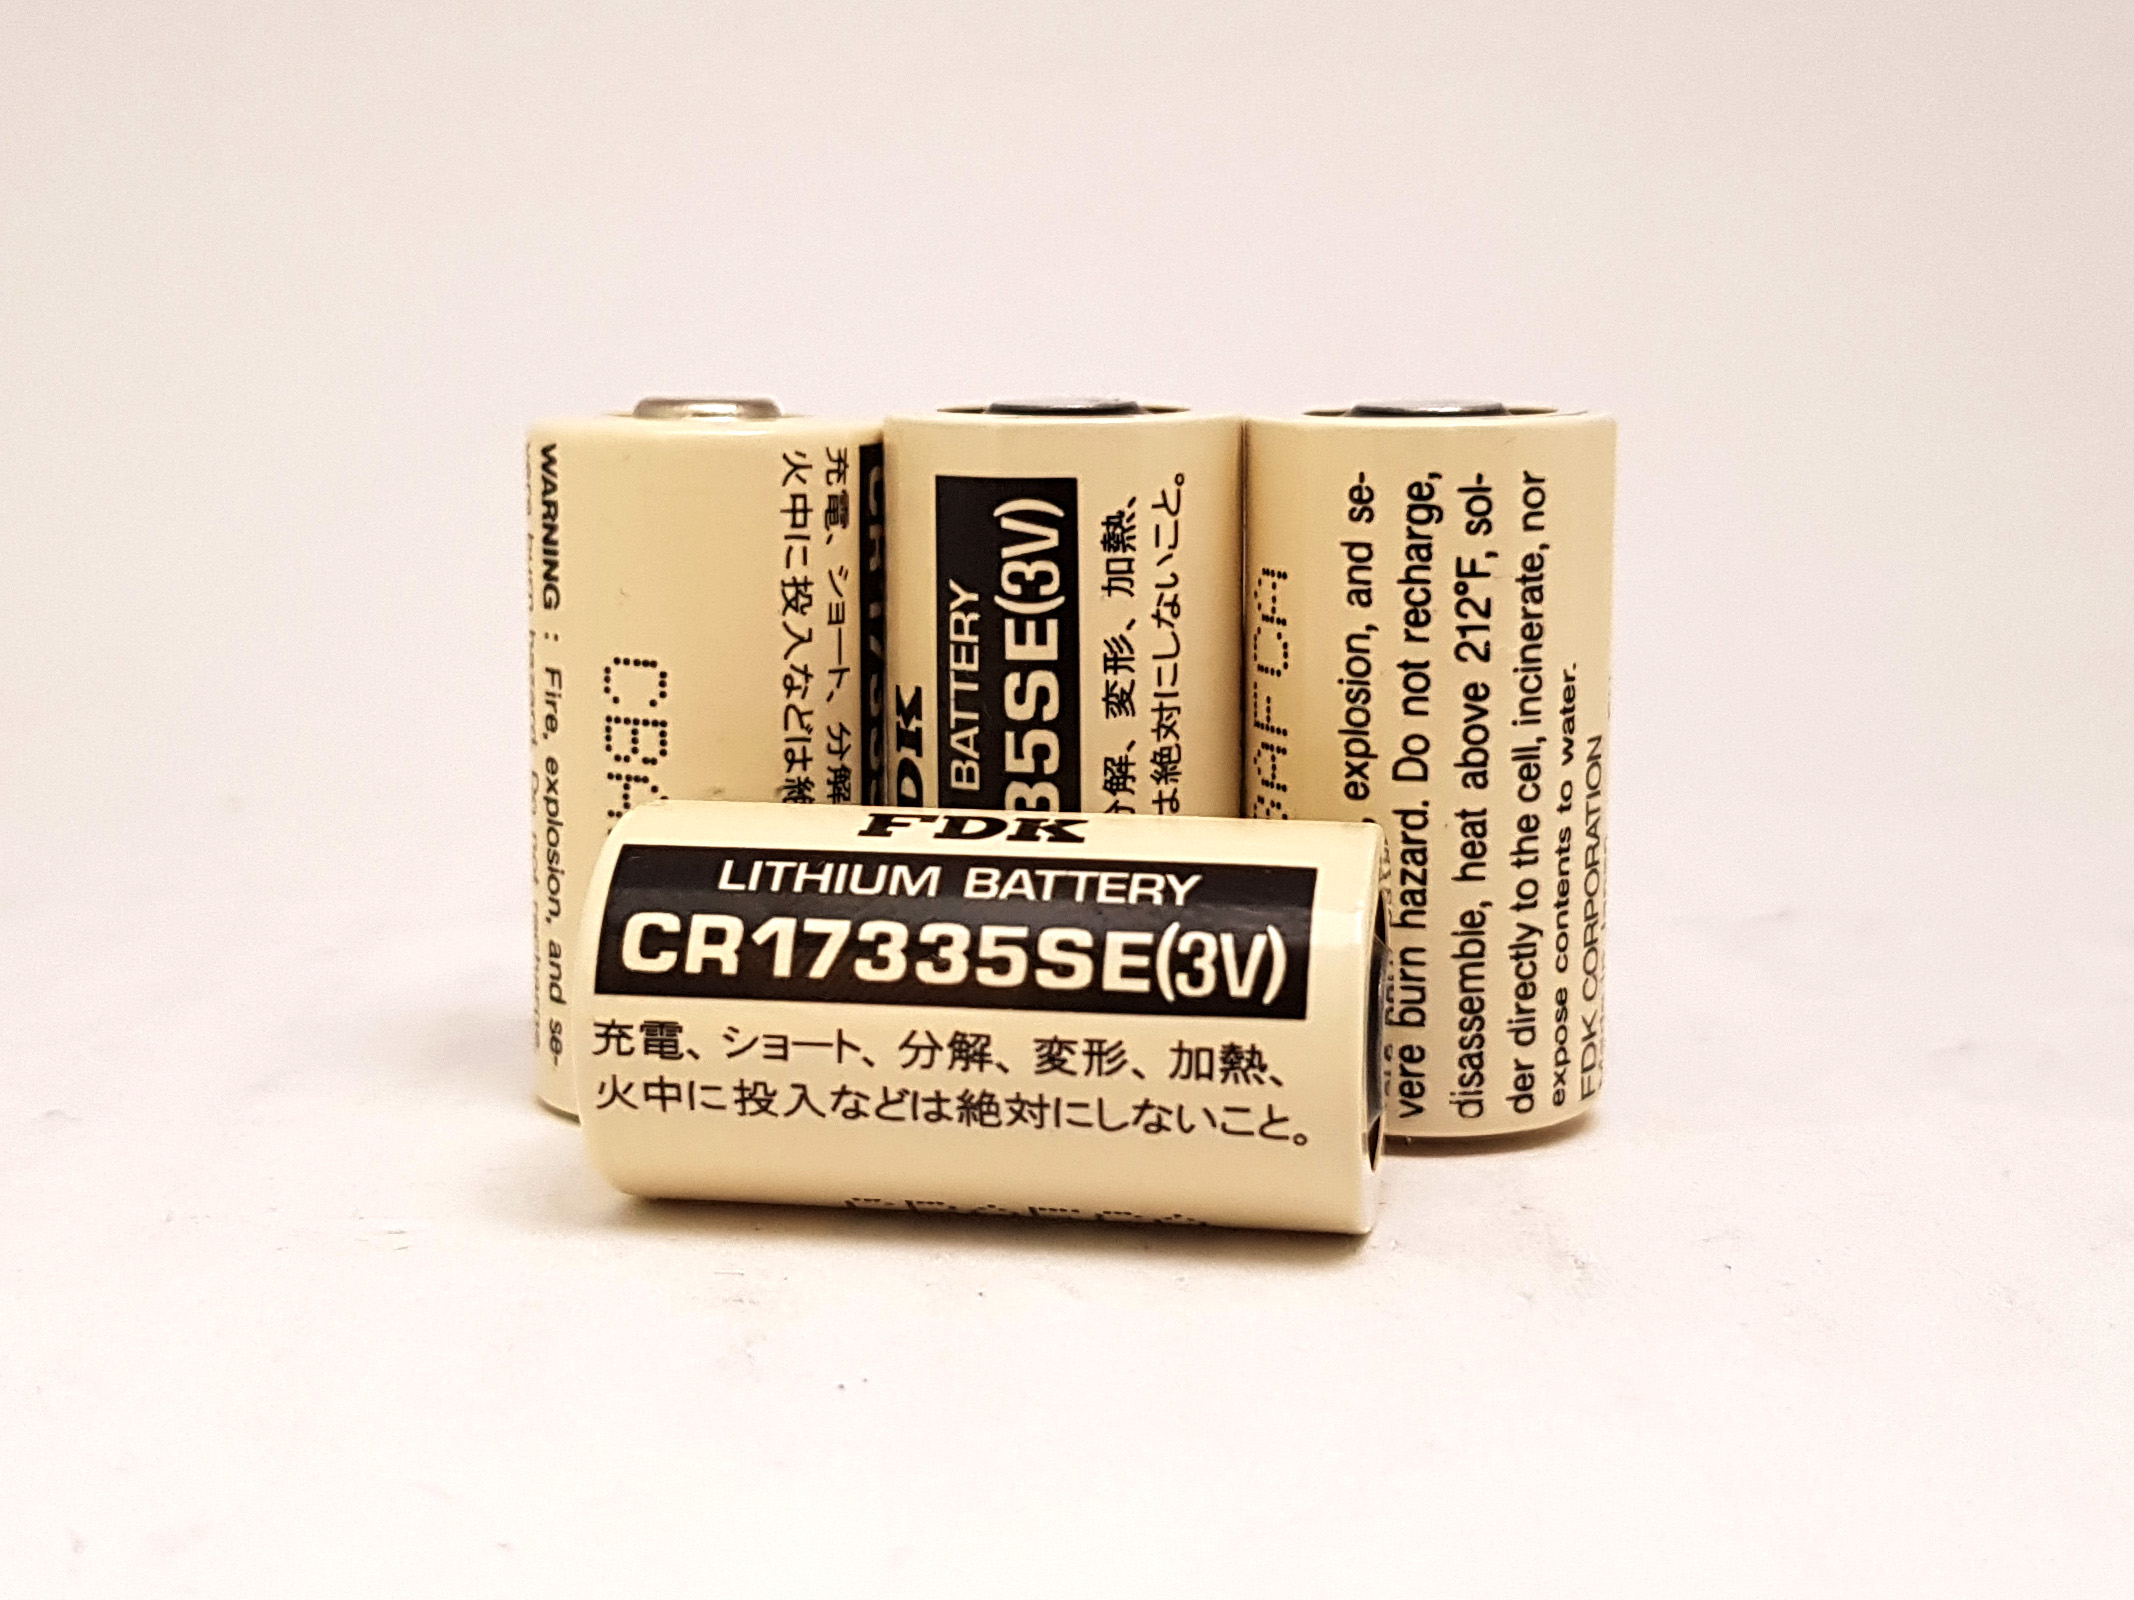 WARNING : Fire, explosion, and se-
CBA
充電、ショート、分解
火中に投入などは絶
FDK
BATTERY
35SE(3V)
分解、変形、加熱、
は絶対にしないこと。
explosion, and se-
vere burn hazard. Do not recharge,
disassemble, heat above 212°F, sol-
der directly to the cell, incinerate, nor
expose contents to water.
FDK CORPORATION
FDK
LITHIUM BATTERY
CR17335SE(3V)
充電、ショート、分解、変形、加熱、
火中に投入などは絶対にしないこと。